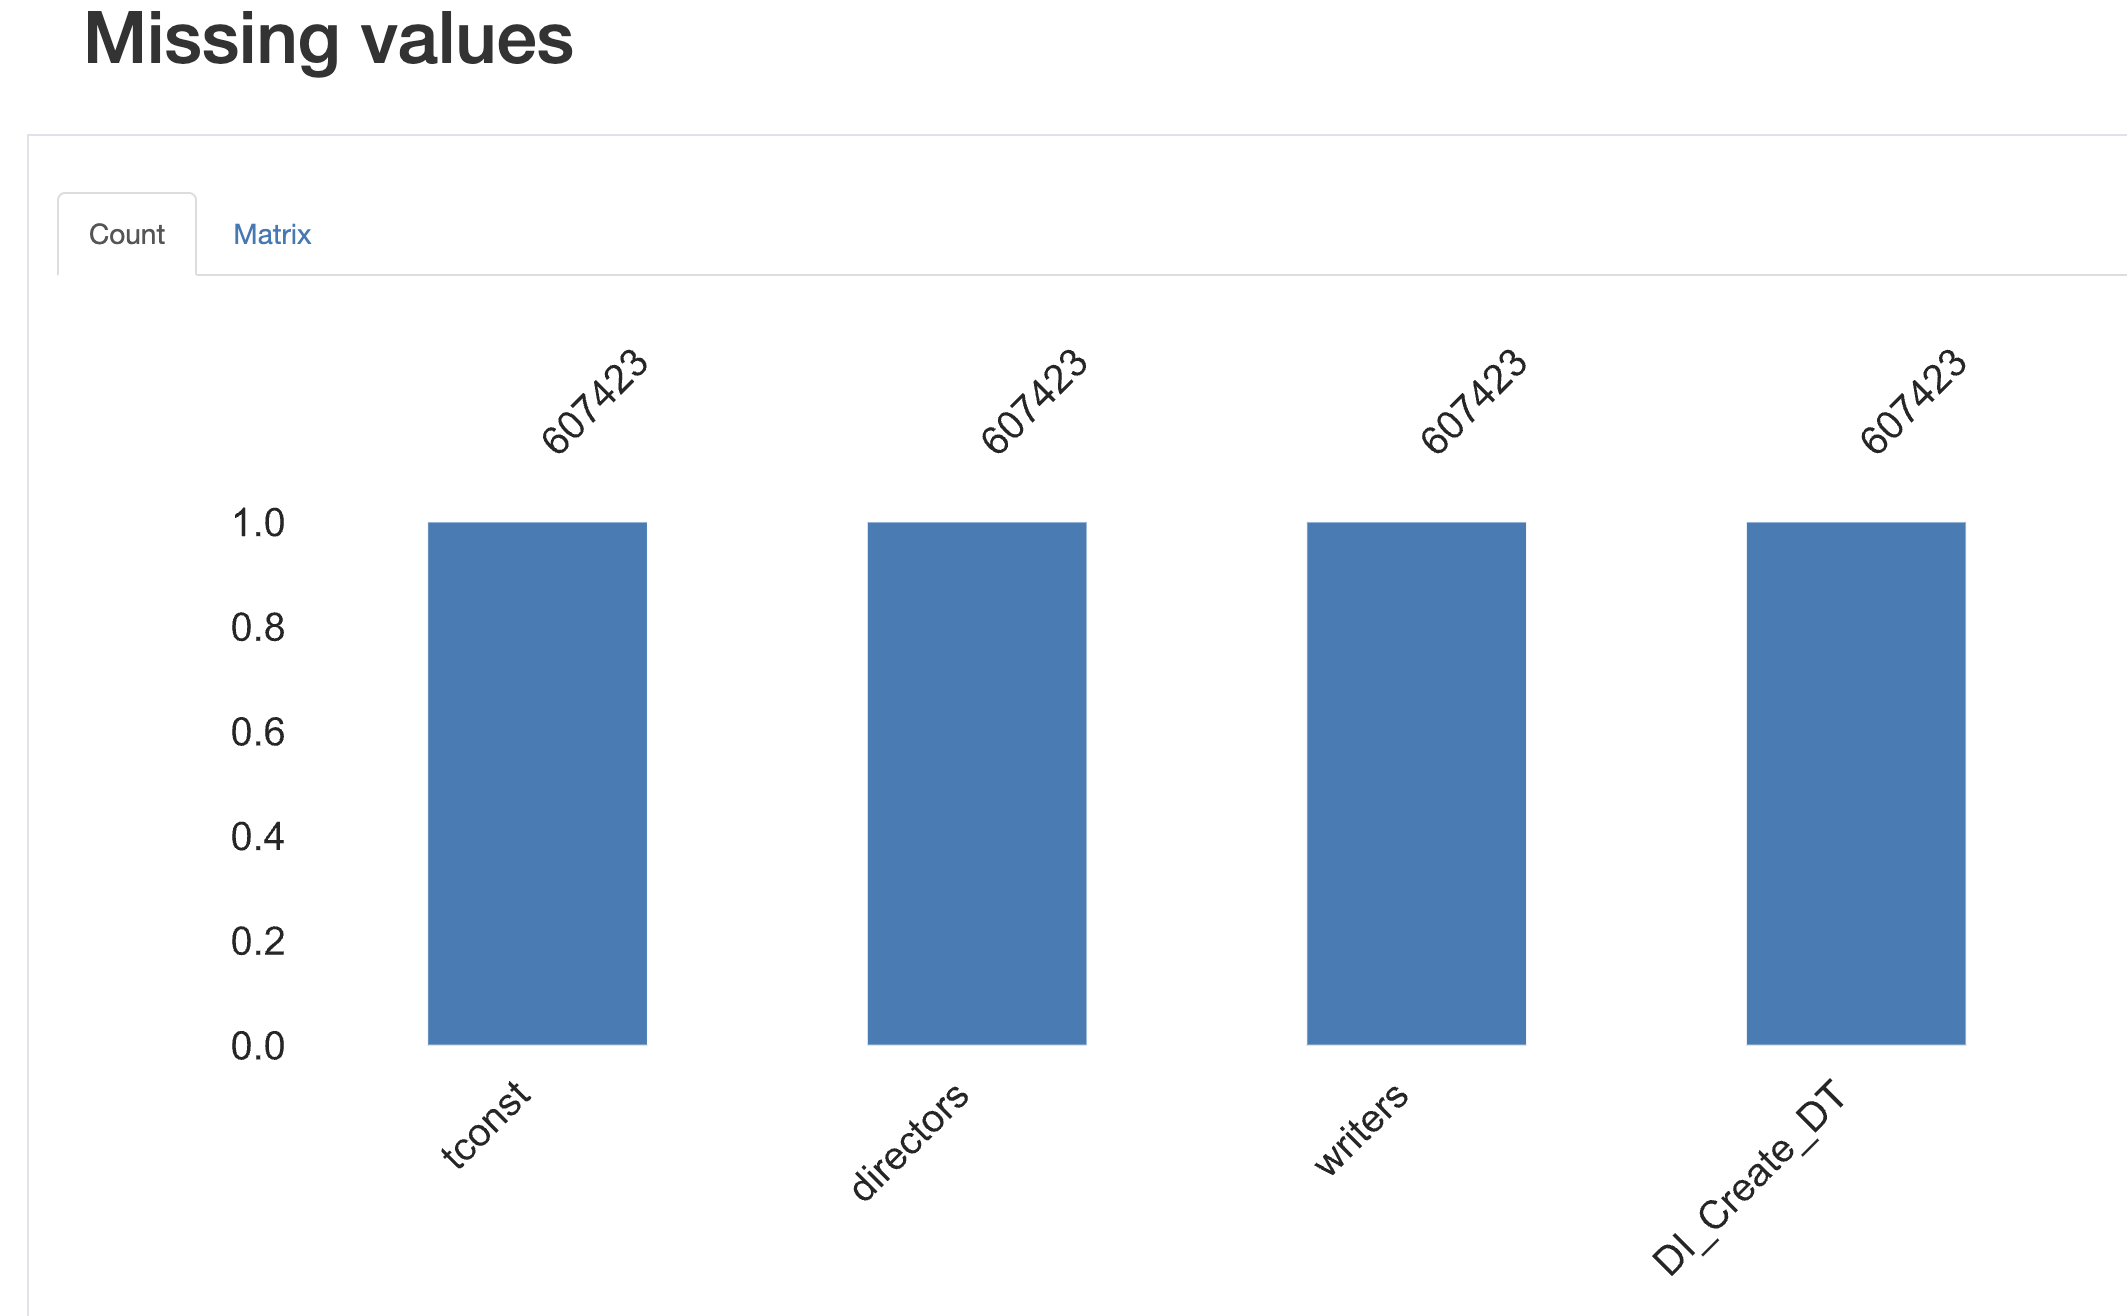 Missing values
Count Matrix
607423 607423 607423 607423
1.0
0.8
0.6
0.4
0.2
0.0
tconst directors writers DI_Create_DT